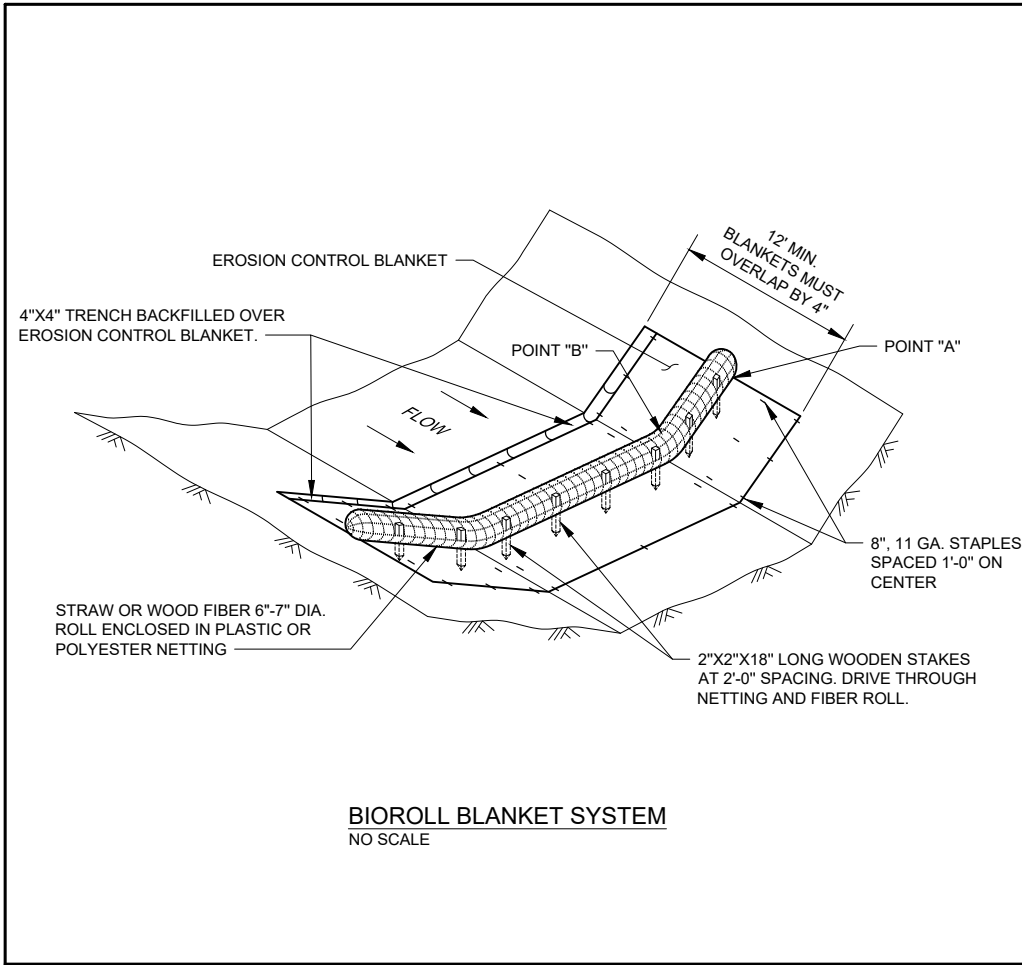 12' MIN.
BLANKETS MUST
OVERLAP BY 4"
EROSION CONTROL BLANKET
4"X4" TRENCH BACKFILLED OVER
EROSION CONTROL BLANKET.
POINT "B"
POINT "A"
FLOW
8", 11 GA. STAPLES
SPACED 1'-0" ON
CENTER
STRAW OR WOOD FIBER 6"-7" DIA.
ROLL ENCLOSED IN PLASTIC OR
POLYESTER NETTING
2"X2"X18" LONG WOODEN STAKES
AT 2'-0" SPACING. DRIVE THROUGH
NETTING AND FIBER ROLL.
BIOROLL BLANKET SYSTEM
NO SCALE